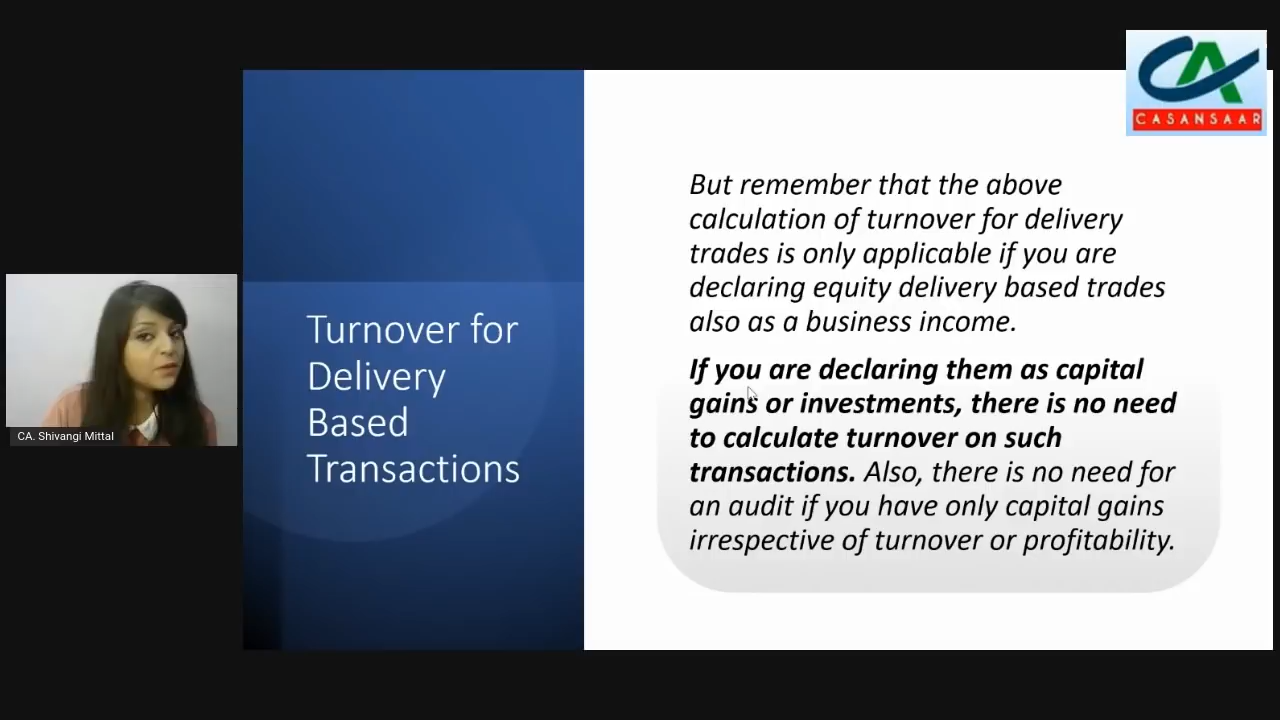 CASANSAAR
But remember that the above
calculation of turnover for delivery
trades is only applicable if you are
declaring equity delivery based trades
also as a business income.
If you are declaring them as capital
gains or investments, there is no need
to calculate turnover on such
transactions. Also, there is no need for
an audit if you have only capital gains
irrespective of turnover or profitability.
Turnover for
Delivery
Based
Transactions
CA. Shivangi Mittal